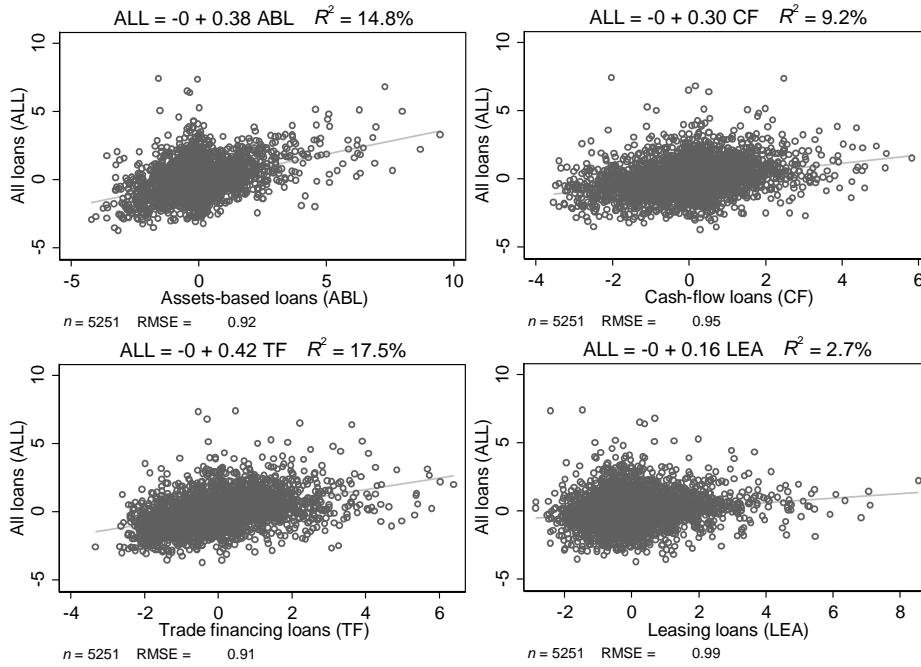 ALL = -0 + 0.38 ABL R² = 14.8%
10
5
0
-5
All loans (ALL)
-5 0 5 10
Assets-based loans (ABL)
n = 5251 RMSE = 0.92
ALL = -0 + 0.30 CF R² = 9.2%
10
5
0
-5
All loans (ALL)
-4 -2 0 2 4 6
Cash-flow loans (CF)
n = 5251 RMSE = 0.95
ALL = -0 + 0.42 TF R² = 17.5%
10
5
0
-5
All loans (ALL)
-4 -2 0 2 4 6
Trade financing loans (TF)
n = 5251 RMSE = 0.91
ALL = -0 + 0.16 LEA R² = 2.7%
10
5
0
-5
All loans (ALL)
-2 0 2 4 6 8
Leasing loans (LEA)
n = 5251 RMSE = 0.99